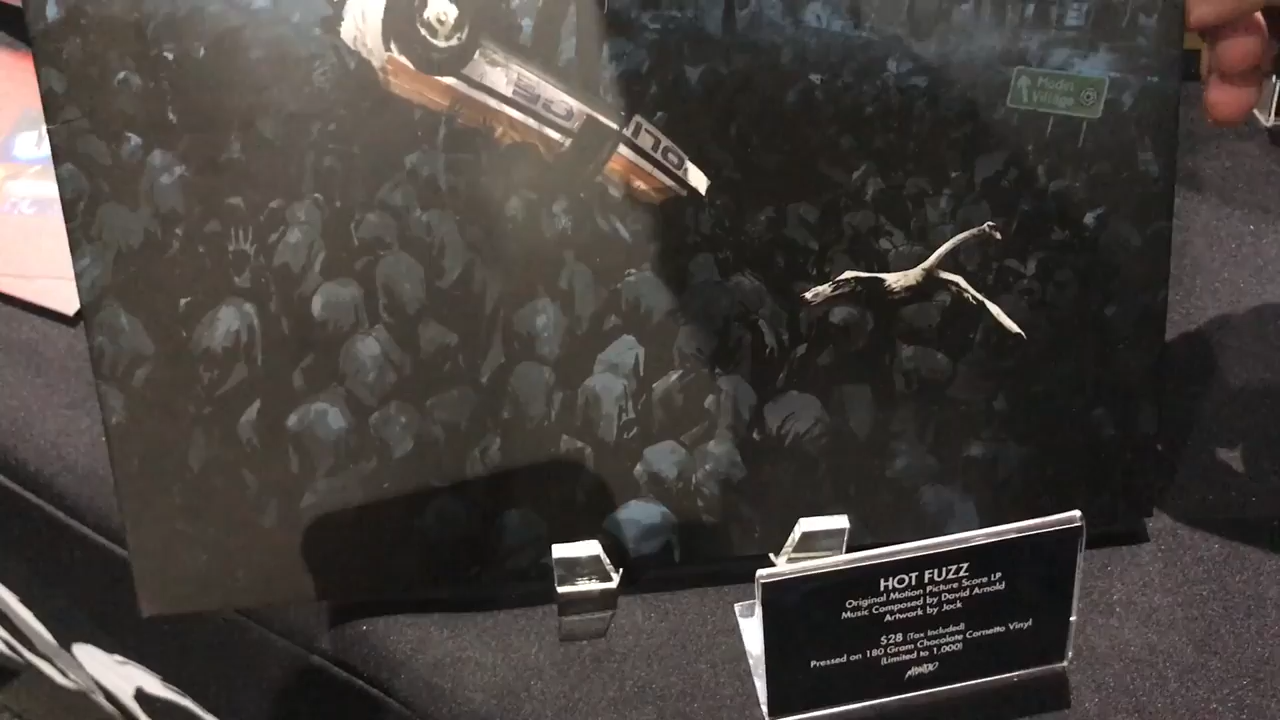 Model
Village
HOT FUZZ
Original Motion Picture Score LP
Music Composed by David Arnold
Artwork by Jock
$28 (Tax Included)
Pressed on 180 Gram Chocolate Cornetto Vinyl
(Limited to 1,000)
MONDO